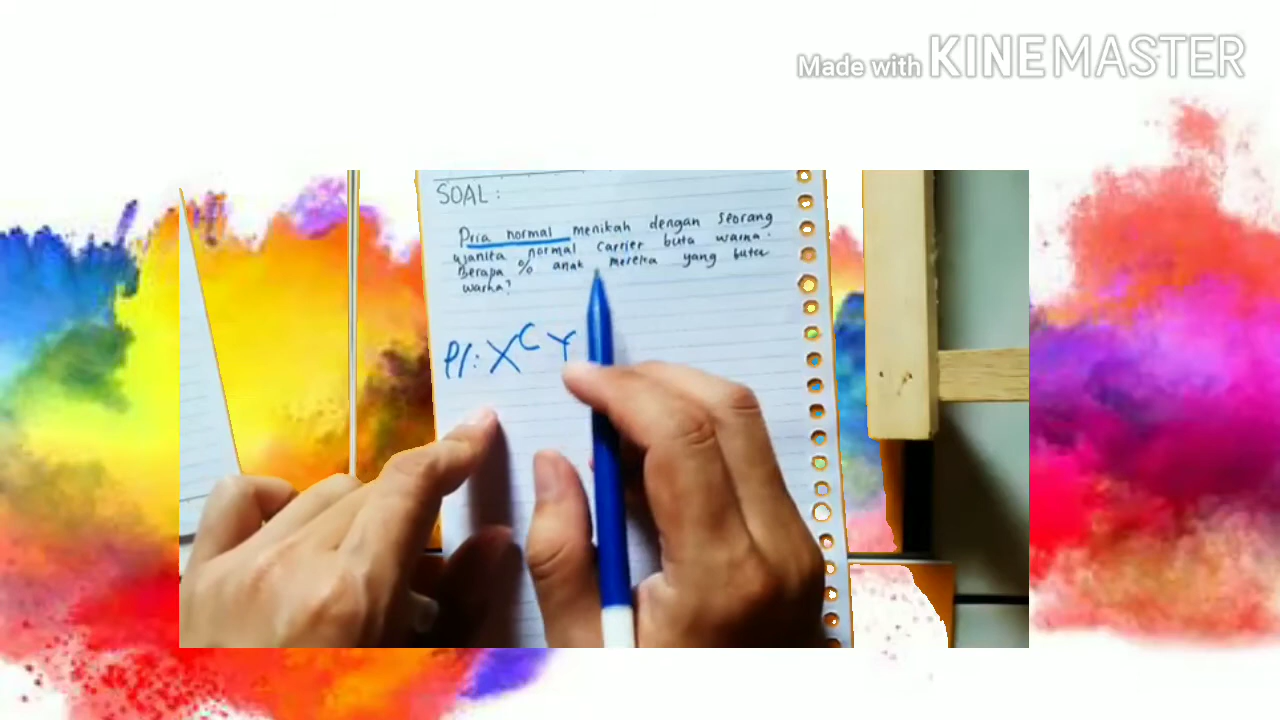 Made with KINEMASTER
SOAL :
Pria normal menikah dengan seorang
wanita normal carrier buta warna.
Berapa % anak mereka yang buta
warna?
P1: X^C Y